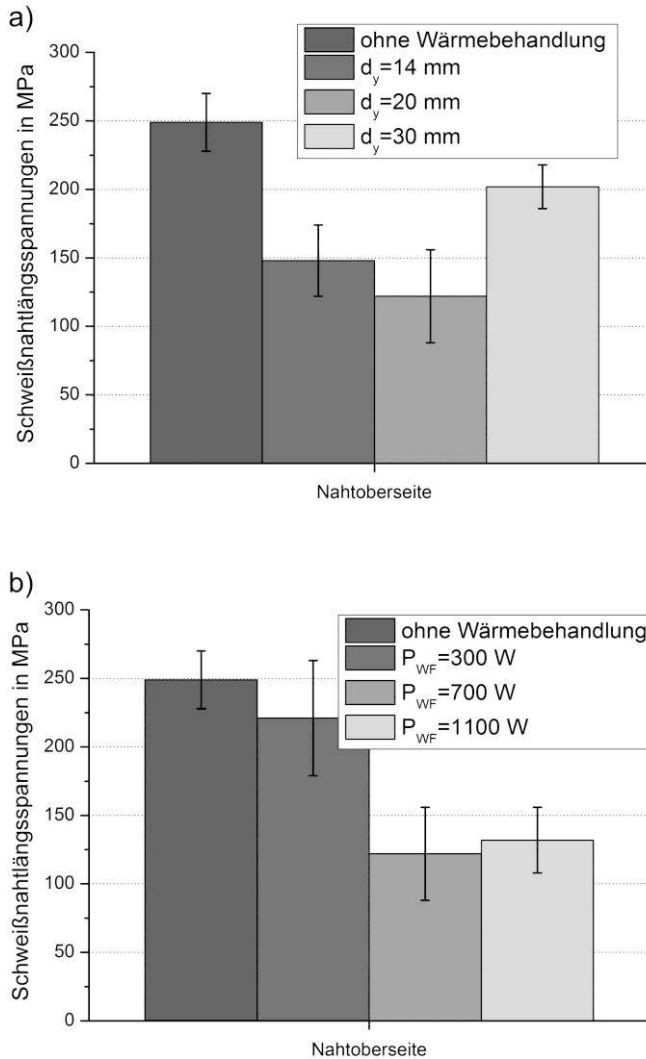 a)
ohne Wärmebehandlung
d_y=14 mm
d_y=20 mm
d_y=30 mm
Schweißnahtlängsspannungen in MPa
300
250
200
150
100
50
0
Nahtoberseite
b)
ohne Wärmebehandlung
P_WF=300 W
P_WF=700 W
P_WF=1100 W
Schweißnahtlängsspannungen in MPa
300
250
200
150
100
50
0
Nahtoberseite